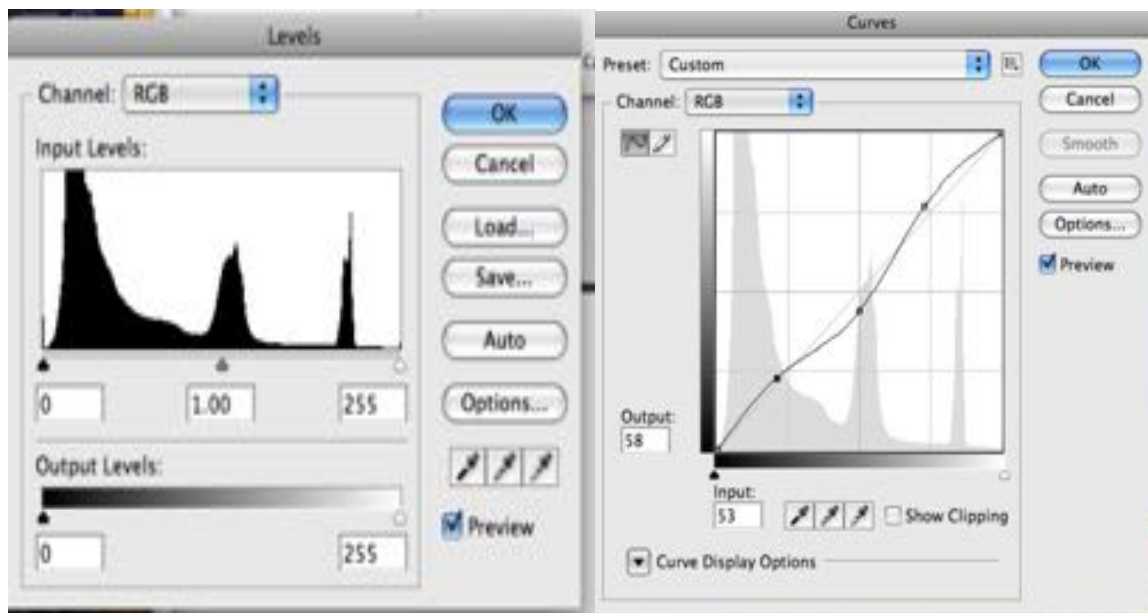 Levels
Channel: RGB
Input Levels:
0
1.00
255
Output Levels:
0
255
OK
Cancel
Load...
Save...
Auto
Options...
Preview
Curves
Preset: Custom
Channel: RGB
Output:
58
Input:
53
Show Clipping
Curve Display Options
OK
Cancel
Smooth
Auto
Options...
Preview